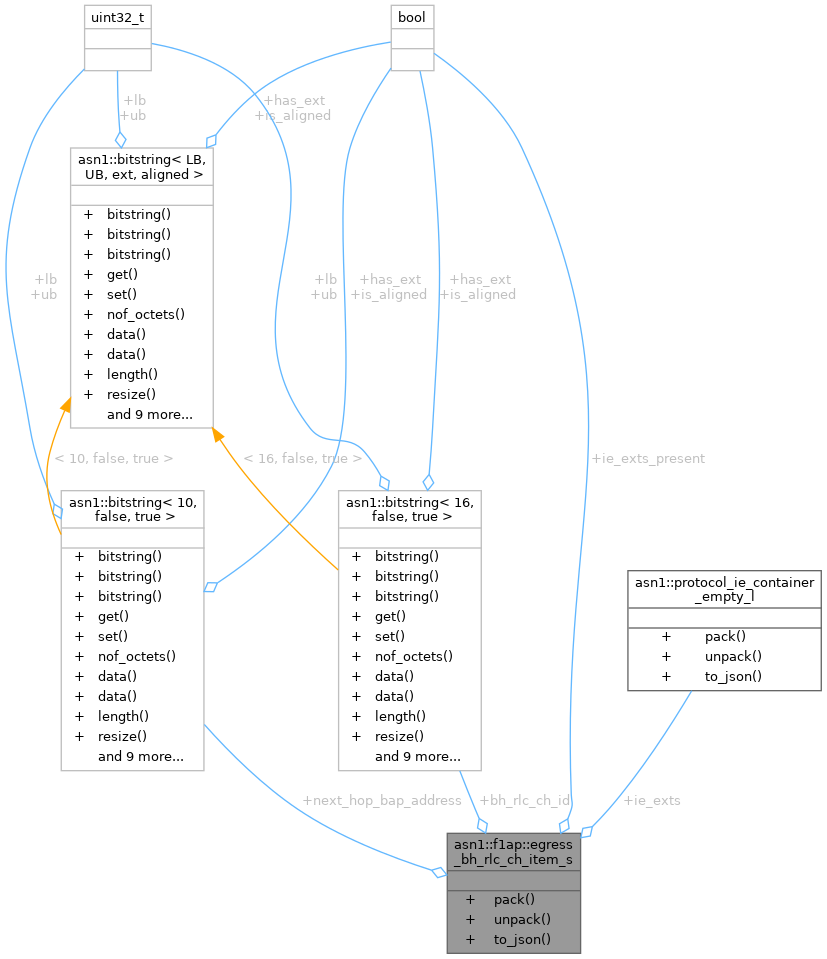 uint32_t
bool
+lb
+ub
+has_ext
+is_aligned
asn1::bitstring< LB,
UB, ext, aligned >
+ bitstring()
+ bitstring()
+ bitstring()
+ get()
+ set()
+ nof_octets()
+ data()
+ data()
+ length()
+ resize()
and 9 more...
+lb
+ub
+lb
+ub
+has_ext
+is_aligned
+has_ext
+is_aligned
< 10, false, true >
< 16, false, true >
+ie_exts_present
asn1::bitstring< 10,
false, true >
+ bitstring()
+ bitstring()
+ bitstring()
+ get()
+ set()
+ nof_octets()
+ data()
+ data()
+ length()
+ resize()
and 9 more...
asn1::bitstring< 16,
false, true >
+ bitstring()
+ bitstring()
+ bitstring()
+ get()
+ set()
+ nof_octets()
+ data()
+ data()
+ length()
+ resize()
and 9 more...
asn1::protocol_ie_container
_empty_l
+ pack()
+ unpack()
+ to_json()
+next_hop_bap_address
+bh_rlc_ch_id
+ie_exts
asn1::f1ap::egress
_bh_rlc_ch_item_s
+ pack()
+ unpack()
+ to_json()